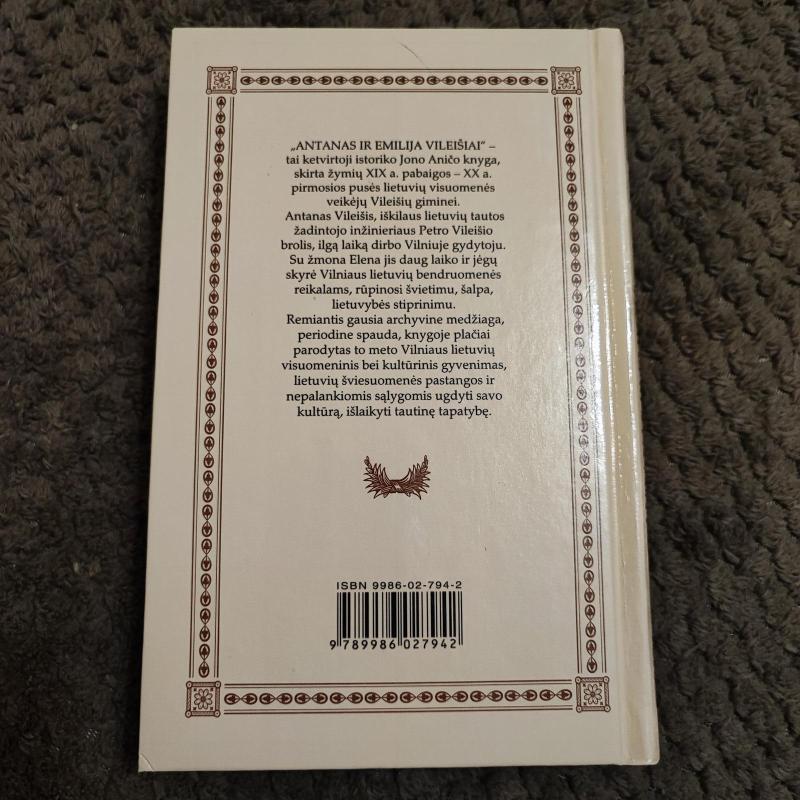 „ANTANAS IR EMILIJA VILEIŠIAI“ –
tai ketvirtoji istoriko Jono Aničo knyga,
skirta žymių XIX a. pabaigos – XX a.
pirmosios pusės lietuvių visuomenės
veikėjų Vileišių giminei.
Antanas Vileišis, iškilaus lietuvių tautos
žadintojo inžinieriaus Petro Vileišio
brolis, ilgą laiką dirbo Vilniuje gydytoju.
Su žmona Elena jis daug laiko ir jėgų
skyrė Vilniaus lietuvių bendruomenės
reikalams, rūpinosi švietimu, šalpa,
lietuvybės stiprinimu.
Remiantis gausia archyvine medžiaga,
periodine spauda, knygoje plačiai
parodytas to meto Vilniaus lietuvių
visuomeninis bei kultūrinis gyvenimas,
lietuvių šviesuomenės pastangos ir
nepalankiomis sąlygomis ugdyti savo
kultūrą, išlaikyti tautinę tapatybę.
ISBN 9986-02-794-2
9 789986 027942